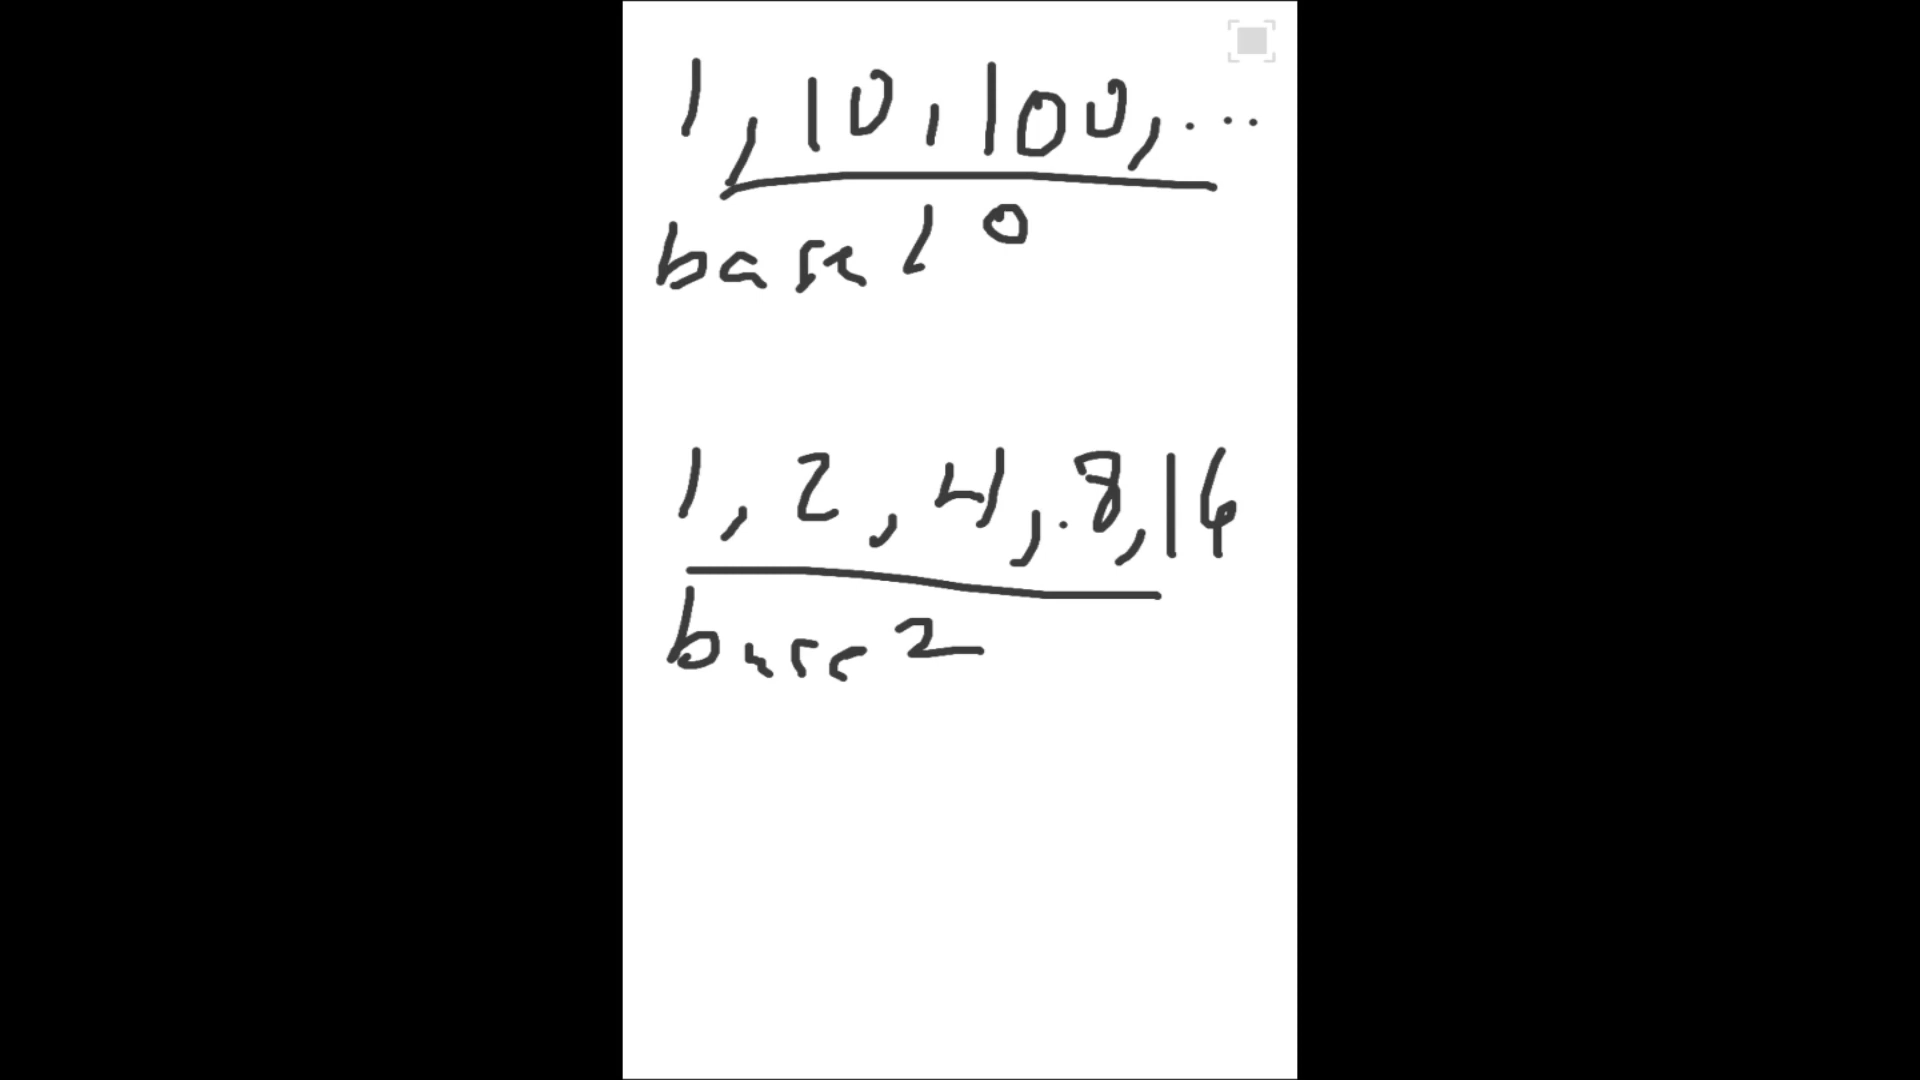 1, 10, 100, ...
base 10
1, 2, 4, 8, 16
base 2